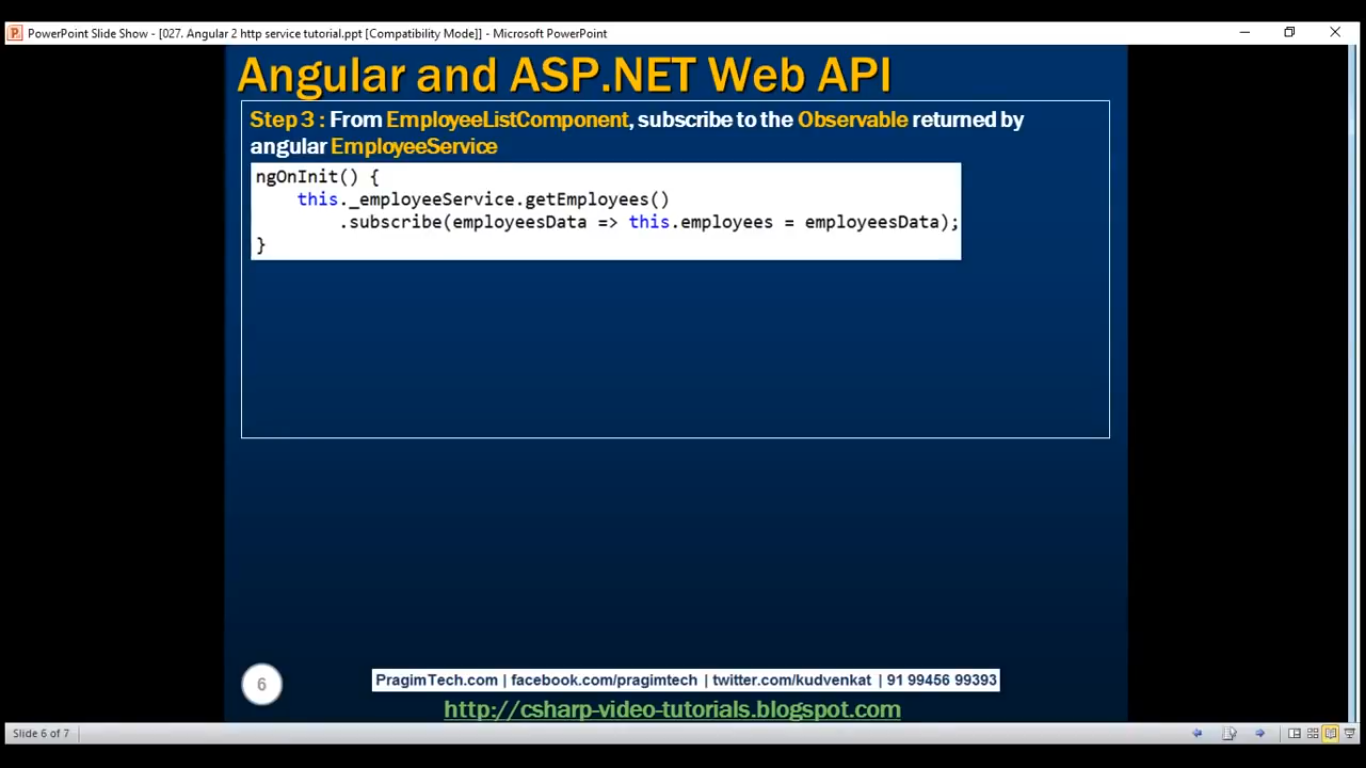 PowerPoint Slide Show - [027. Angular 2 http service tutorial.ppt [Compatibility Mode]] - Microsoft PowerPoint
Angular and ASP.NET Web API
Step 3 : From EmployeeListComponent, subscribe to the Observable returned by
angular EmployeeService
ngOnInit() {
    this._employeeService.getEmployees()
        .subscribe(employeesData => this.employees = employeesData);
}
6
PragimTech.com | facebook.com/pragimtech | twitter.com/kudvenkat | 91 99456 99393
http://csharp-video-tutorials.blogspot.com
Slide 6 of 7